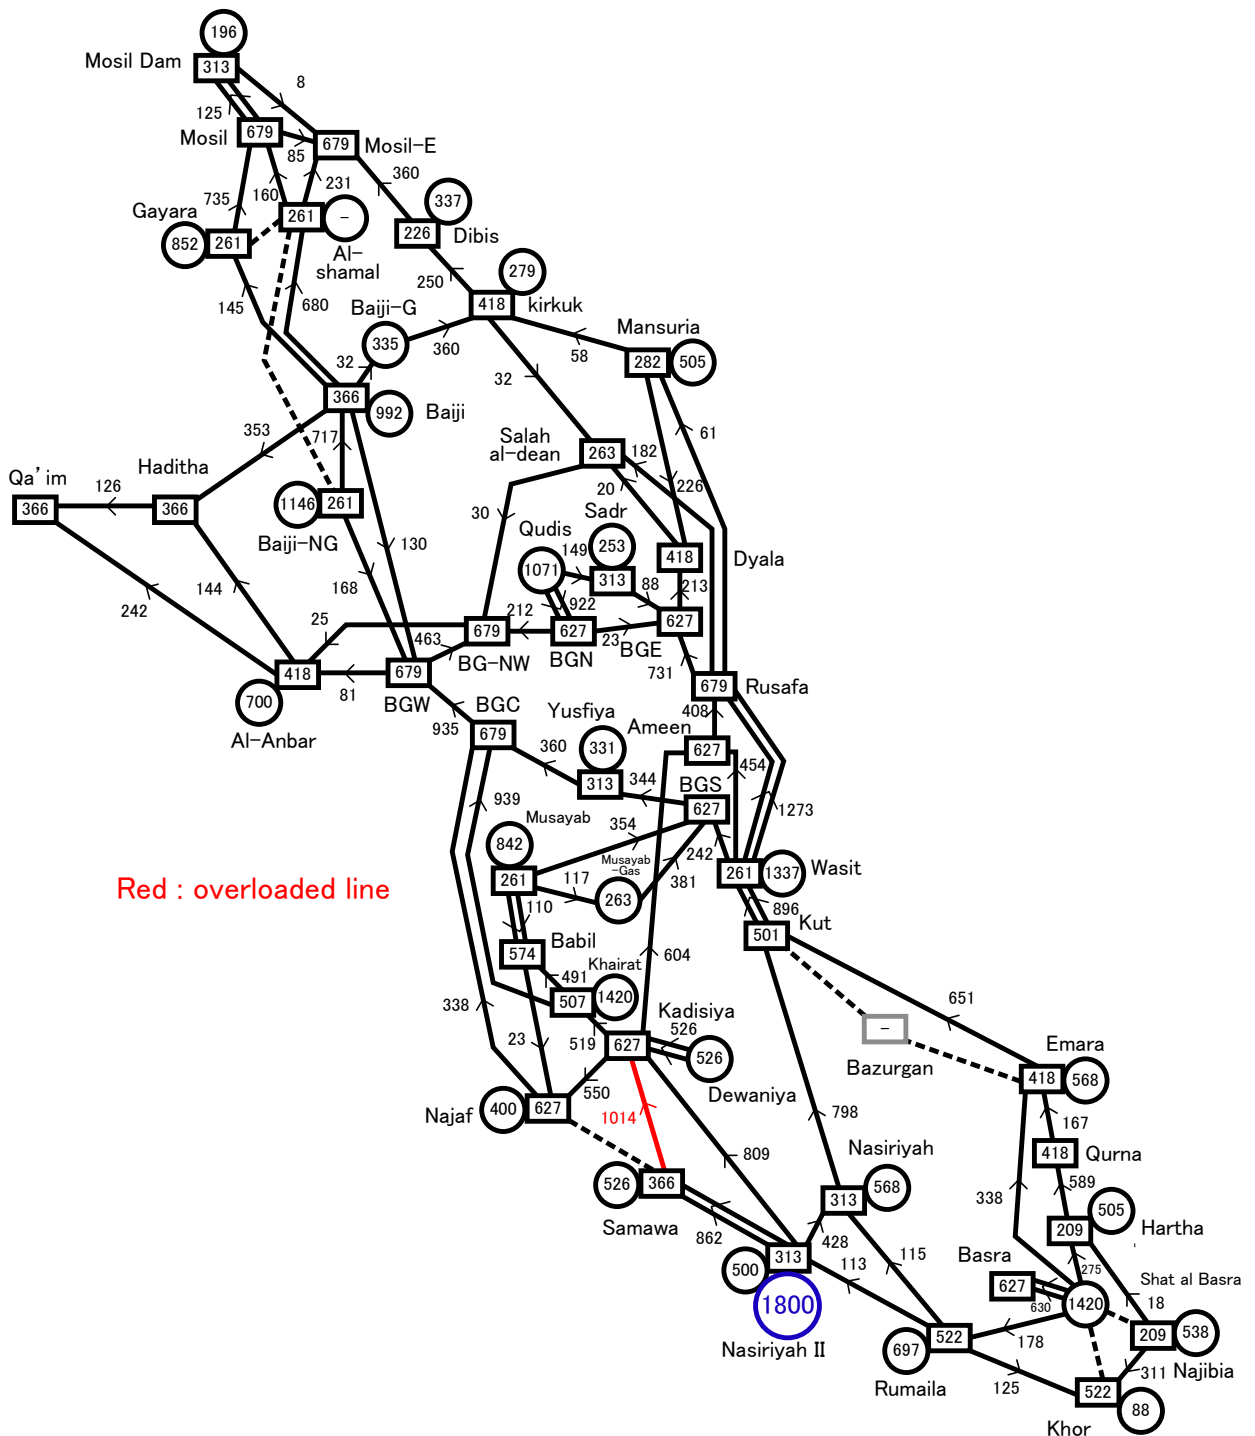 196
Mosil Dam
313
8
125
Mosil
679
85
679
Mosil-E
360
735
160
231
Gayara
852
261
261
-
Al-
shamal
337
226
Dibis
250
279
418
kirkuk
145
680
Baiji-G
335
360
32
58
Mansuria
282
505
32
366
992
Baiji
353
717
61
Salah
al-dean
263
182
20
226
Qa' im
126
Haditha
366
366
1146
261
Baiji-NG
30
Sadr
Qudis
149
253
1071
313
418
Dyala
130
168
88
213
922
144
242
25
463
212
679
627
23
627
BG-NW
BGN
BGE
731
418
81
679
BGW
679
Rusafa
700
Al-Anbar
935
BGC
679
Yusfiya
331
360
313
344
Ameen
408
627
454
BGS
627
1273
939
Musayab
354
242
842
Musayab
-Gas
381
261
117
263
261
1337
Wasit
Red : overloaded line
110
896
Kut
501
Babil
574
491
Khairat
507
1420
604
651
338
23
519
Kadisiya
526
627
526
Dewaniya
-
Bazurgan
Emara
418
568
550
Najaf
400
627
1014
798
167
809
Nasiriyah
418
Qurna
526
366
Samawa
313
568
338
589
505
209
Hartha
862
428
500
313
115
113
Basra
627
275
630
1420
Shat al Basra
18
1800
Nasiriyah II
697
522
Rumaila
178
209
538
Najibia
125
311
522
88
Khor